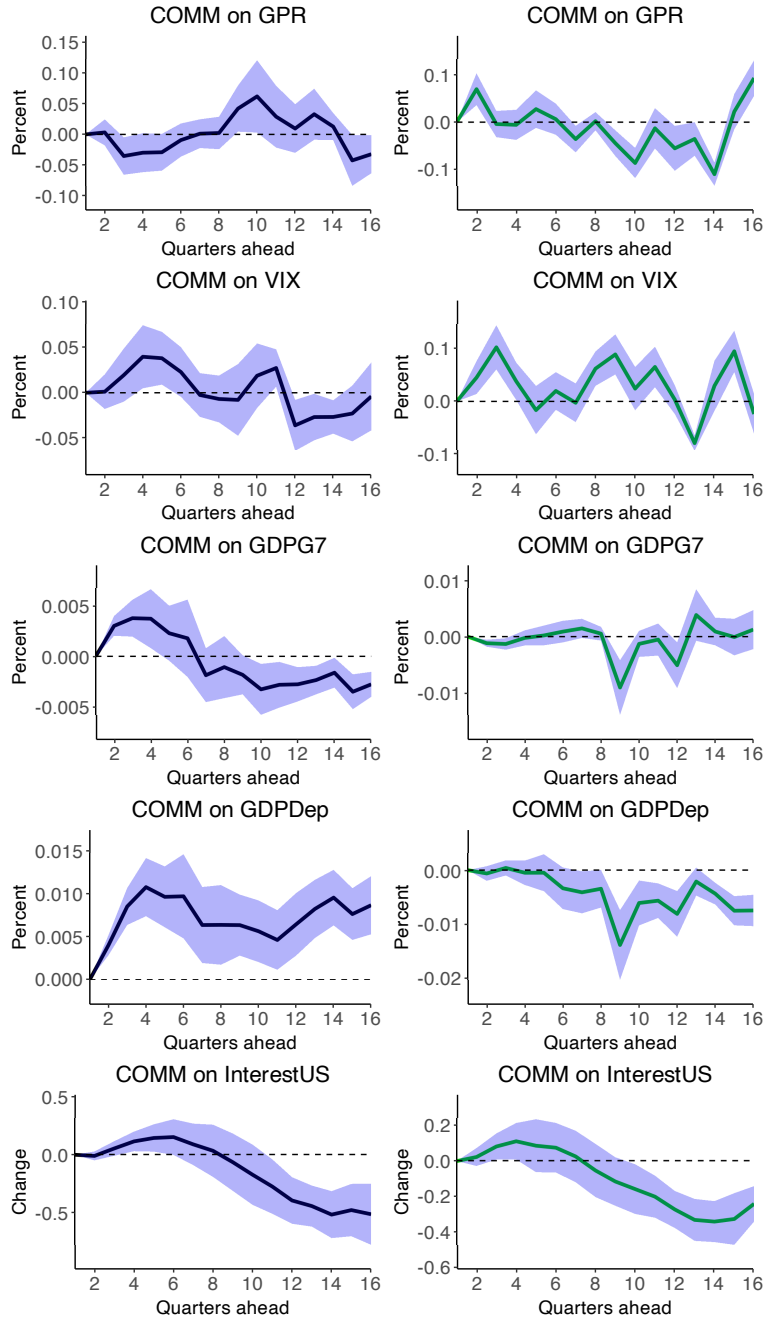 COMM on GPR
0.15
0.10
0.05
0.00
-0.05
-0.10
Percent
2 4 6 8 10 12 14 16
Quarters ahead
COMM on GPR
0.1
0.0
-0.1
Percent
2 4 6 8 10 12 14 16
Quarters ahead
COMM on VIX
0.10
0.05
0.00
-0.05
Percent
2 4 6 8 10 12 14 16
Quarters ahead
COMM on VIX
0.1
0.0
-0.1
Percent
2 4 6 8 10 12 14 16
Quarters ahead
COMM on GDPG7
0.005
0.000
-0.005
Percent
2 4 6 8 10 12 14 16
Quarters ahead
COMM on GDPG7
0.01
0.00
-0.01
Percent
2 4 6 8 10 12 14 16
Quarters ahead
COMM on GDPDep
0.015
0.010
0.005
0.000
Percent
2 4 6 8 10 12 14 16
Quarters ahead
COMM on GDPDep
0.00
-0.01
-0.02
Percent
2 4 6 8 10 12 14 16
Quarters ahead
COMM on InterestUS
0.5
0.0
-0.5
Change
2 4 6 8 10 12 14 16
Quarters ahead
COMM on InterestUS
0.2
0.0
-0.2
-0.4
-0.6
Change
2 4 6 8 10 12 14 16
Quarters ahead